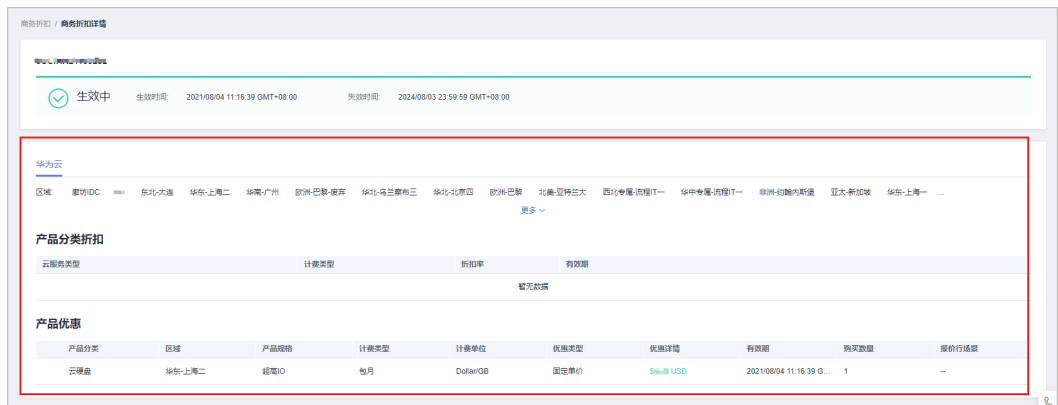 商务折扣 / 商务折扣详情
生效中 生效时间: 2021/08/04 11:16:39 GMT+08:00 失效时间: 2024/08/03 23:59:59 GMT+08:00
华为云
区域: 廊坊IDC 东北-大连 华东-上海二 华南-广州 欧洲-巴黎-废弃 华北-乌兰察布三 华北-北京四 欧洲-巴黎 北美-亚特兰大 西北专属-流程IT一 华中专属-流程IT一 非洲-约翰内斯堡 亚太-新加坡 华东-上海一 ...
更多
产品分类折扣
云服务类型 计费类型 折扣率 有效期
暂无数据
产品优惠
产品分类 区域 产品规格 计费类型 计费单位 优惠类型 优惠详情 有效期 购买数量 报价行场景
云硬盘 华东-上海二 超高IO 包月 Dollar/GB 固定单价 $ USD 2021/08/04 11:16:39 G... 1 --